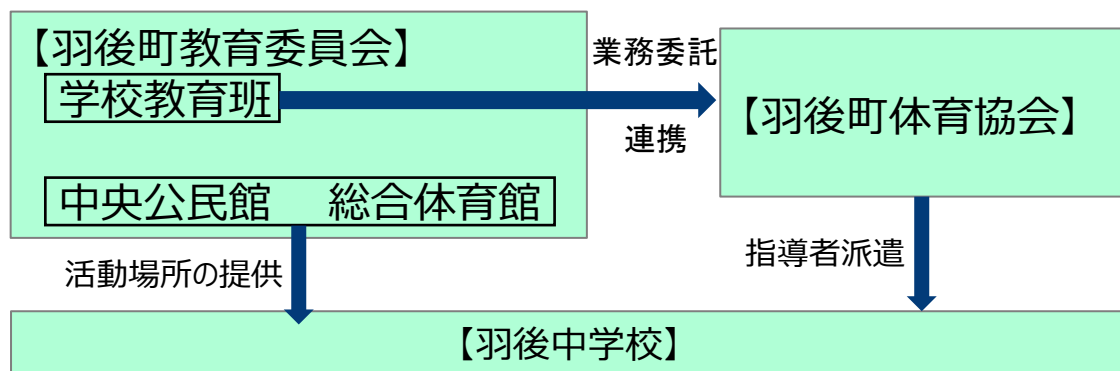 【羽後町教育委員会】
学校教育班
中央公民館 総合体育館
業務委託
連携
【羽後町体育協会】
活動場所の提供
指導者派遣
【羽後中学校】